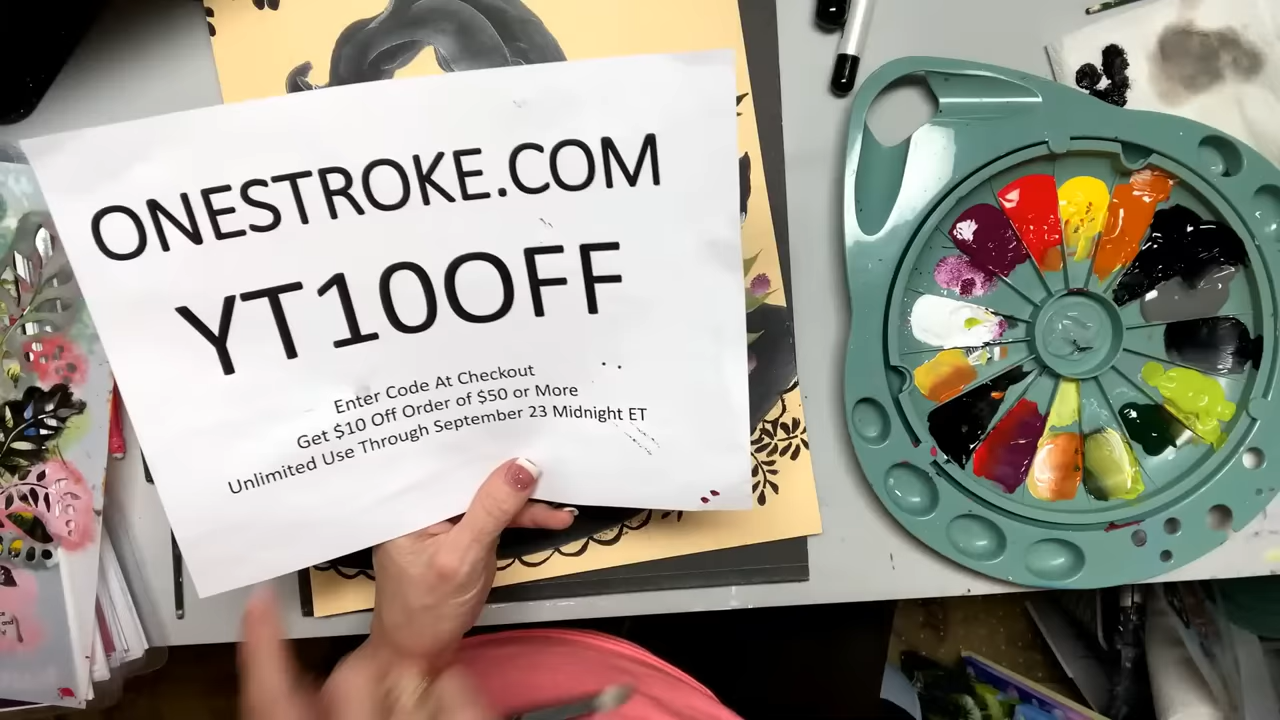 ONESTROKE.COM
YT10OFF
Enter Code At Checkout
Get $10 Off Order of $50 or More
Unlimited Use Through September 23 Midnight ET